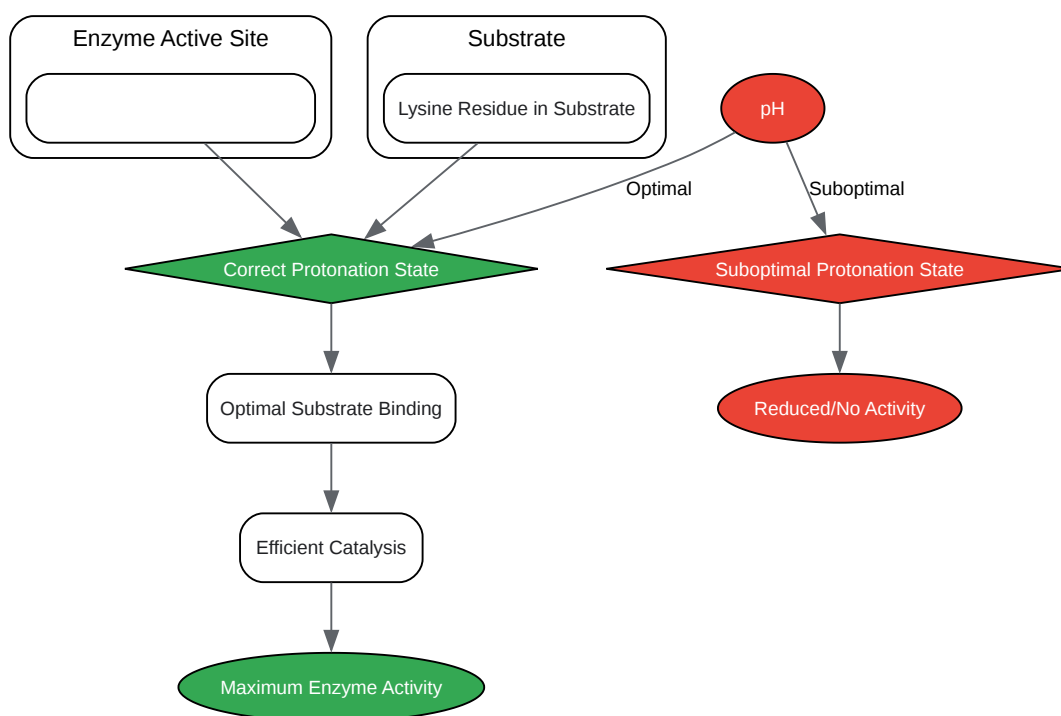 Enzyme Active Site
Substrate
Lysine Residue in Substrate
pH
Optimal
Suboptimal
Correct Protonation State
Suboptimal Protonation State
Optimal Substrate Binding
Reduced/No Activity
Efficient Catalysis
Maximum Enzyme Activity